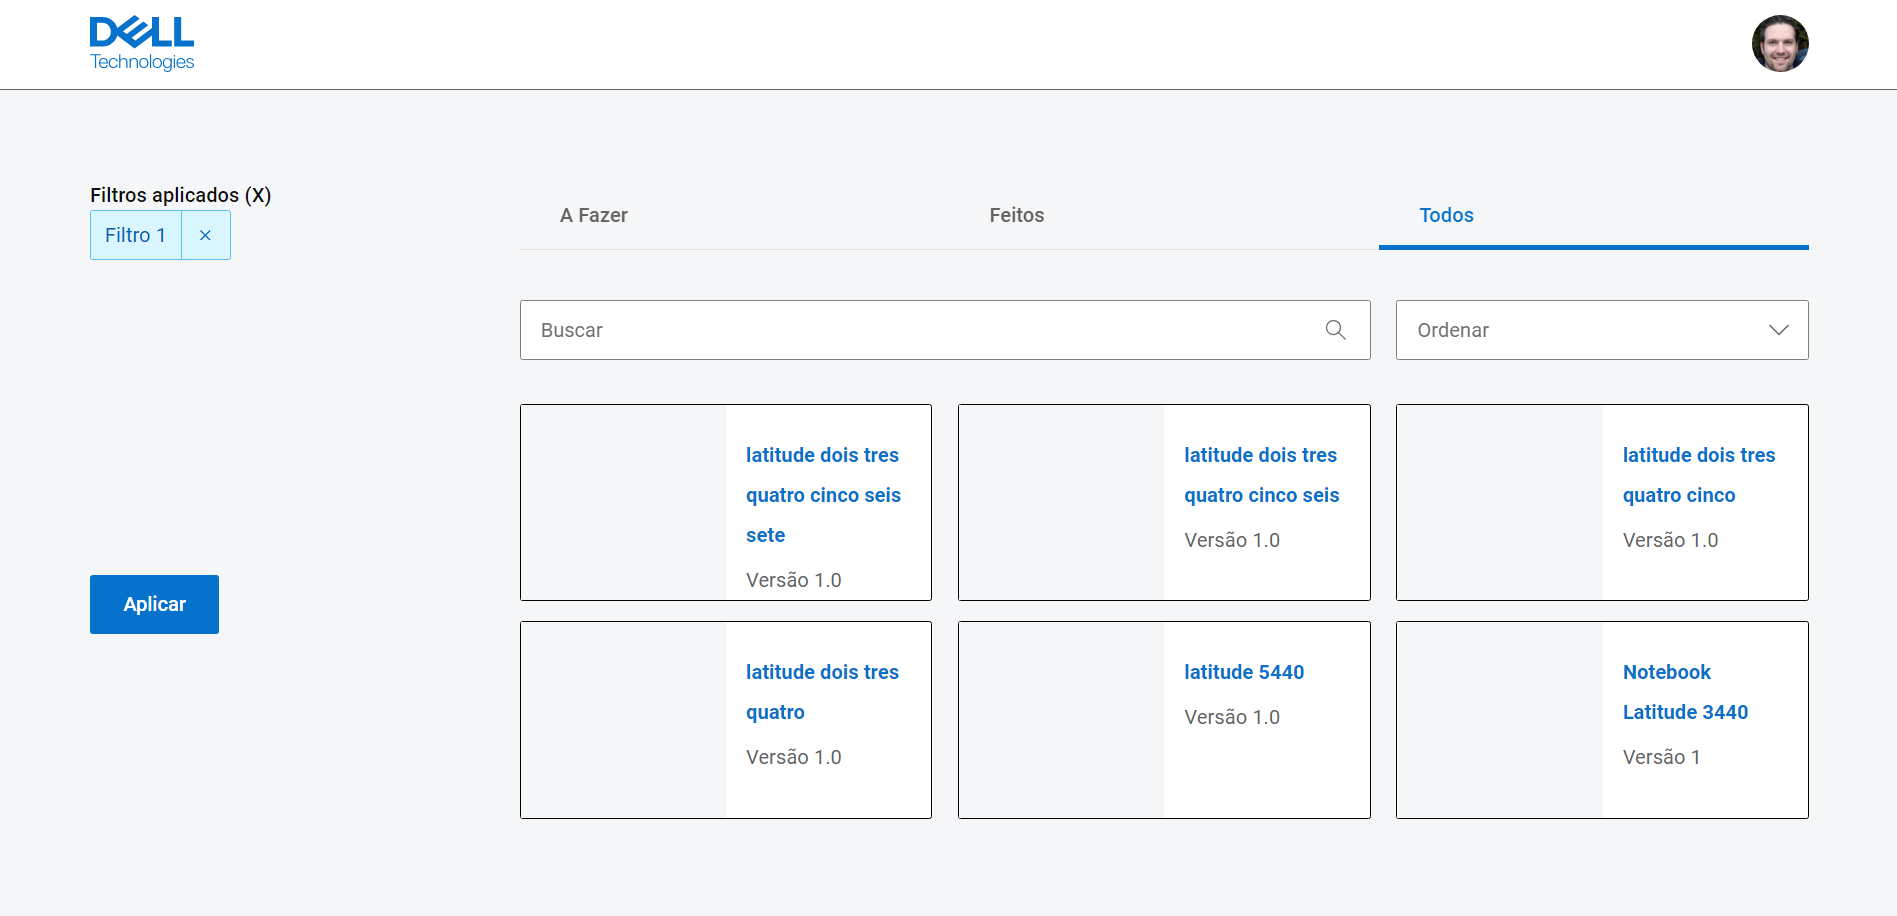 DELL
Technologies
Filtros aplicados (X)
Filtro 1 ×
A Fazer
Feitos
Todos
Buscar
Ordenar
latitude dois tres
quatro cinco seis
sete
Versão 1.0
latitude dois tres
quatro cinco seis
Versão 1.0
latitude dois tres
quatro cinco
Versão 1.0
Aplicar
latitude dois tres
quatro
Versão 1.0
latitude 5440
Versão 1.0
Notebook
Latitude 3440
Versão 1